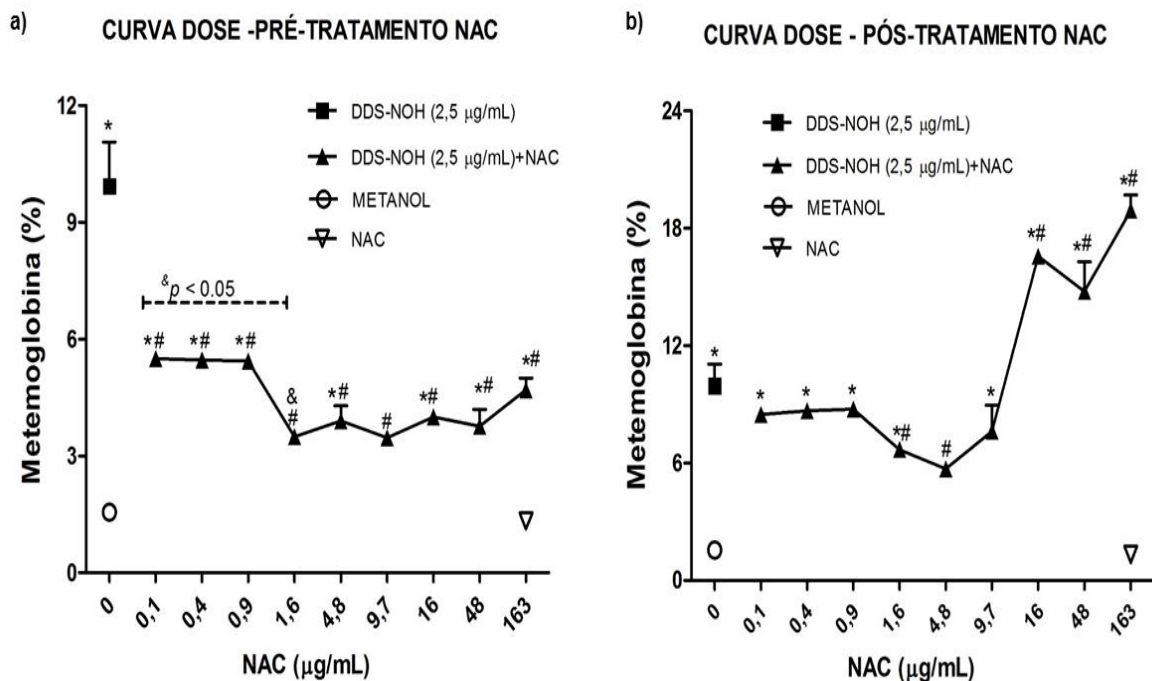 a)
CURVA DOSE -PRÉ-TRATAMENTO NAC
12
9
6
3
0
Metemoglobina (%)
*
DDS-NOH (2,5 μg/mL)
DDS-NOH (2,5 μg/mL)+NAC
METANOL
NAC
&p < 0.05
*# *# *# & # *# # *# *# *#
0 0,1 0,4 0,9 1,6 4,8 9,7 16 48 163
NAC (μg/mL)
b)
CURVA DOSE - PÓS-TRATAMENTO NAC
24
18
12
6
0
Metemoglobina (%)
DDS-NOH (2,5 μg/mL)
DDS-NOH (2,5 μg/mL)+NAC
METANOL
NAC
* * * * *# # * *# *# *#
0 0,1 0,4 0,9 1,6 4,8 9,7 16 48 163
NAC (μg/mL)